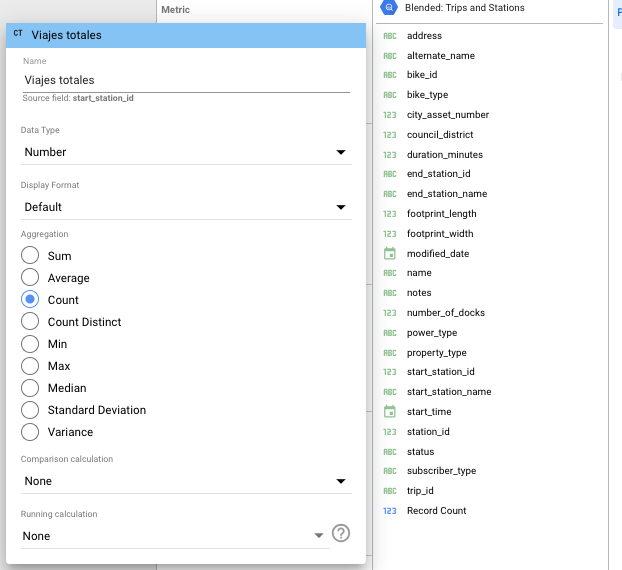 Metric
CT Viajes totales
Name
Viajes totales
Source field: start_station_id
Data Type
Number
Display Format
Default
Aggregation
Sum
Average
Count
Count Distinct
Min
Max
Median
Standard Deviation
Variance
Comparison calculation
None
Running calculation
None
?
Blended: Trips and Stations
ABC address
ABC alternate_name
ABC bike_id
ABC bike_type
123 city_asset_number
123 council_district
123 duration_minutes
ABC end_station_id
ABC end_station_name
123 footprint_length
123 footprint_width
modified_date
ABC name
ABC notes
123 number_of_docks
ABC power_type
ABC property_type
123 start_station_id
ABC start_station_name
start_time
123 station_id
ABC status
ABC subscriber_type
ABC trip_id
123 Record Count